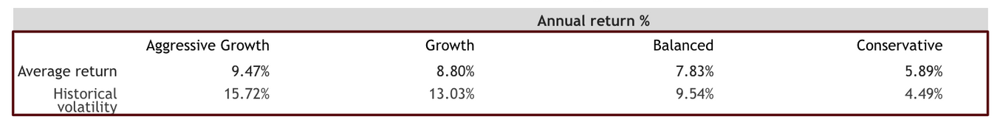 Annual return %
Aggressive Growth Growth Balanced Conservative
Average return 9.47% 8.80% 7.83% 5.89%
Historical 15.72% 13.03% 9.54% 4.49%
volatility